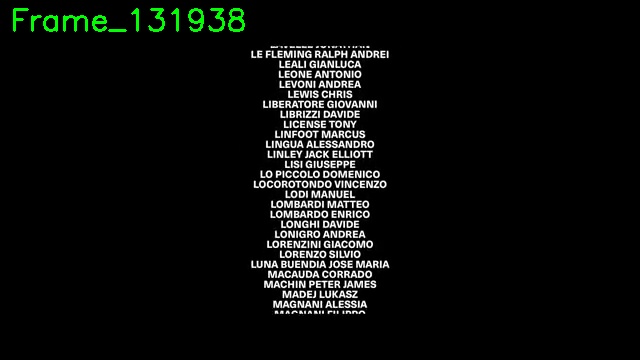 Frame_131938
LE FLEMING RALPH ANDREI
LEALI GIANLUCA
LEONE ANTONIO
LEVONI ANDREA
LEWIS CHRIS
LIBERATORE GIOVANNI
LIBRIZZI DAVIDE
LICENSE TONY
LINFOOT MARCUS
LINGUA ALESSANDRO
LINLEY JACK ELLIOTT
LISI GIUSEPPE
LO PICCOLO DOMENICO
LOCOROTONDO VINCENZO
LODI MANUEL
LOMBARDI MATTEO
LOMBARDO ENRICO
LONGHI DAVIDE
LONIGRO ANDREA
LORENZINI GIACOMO
LORENZO SILVIO
LUNA BUENDIA JOSE MARIA
MACAUDA CORRADO
MACHIN PETER JAMES
MADEJ LUKASZ
MAGNANI ALESSIA
MAGNANI FILIPPO